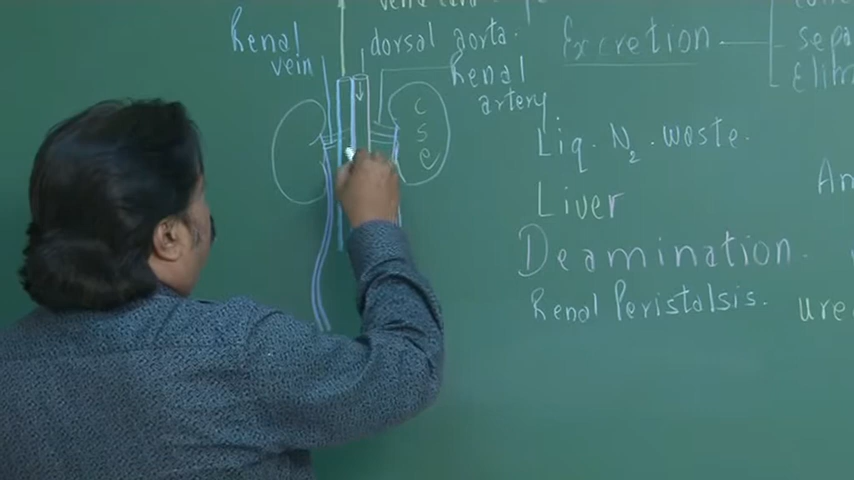 Renal
vein
dorsal aorta.
Renal
artery
C
S
e
Excretion
Liq. N2. waste.
Liver
Deamination.
Renal Peristalsis.